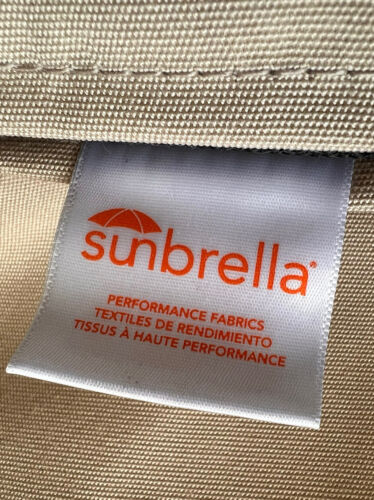 sunbrella®
PERFORMANCE FABRICS
TEXTILES DE RENDIMIENTO
TISSUS À HAUTE PERFORMANCE